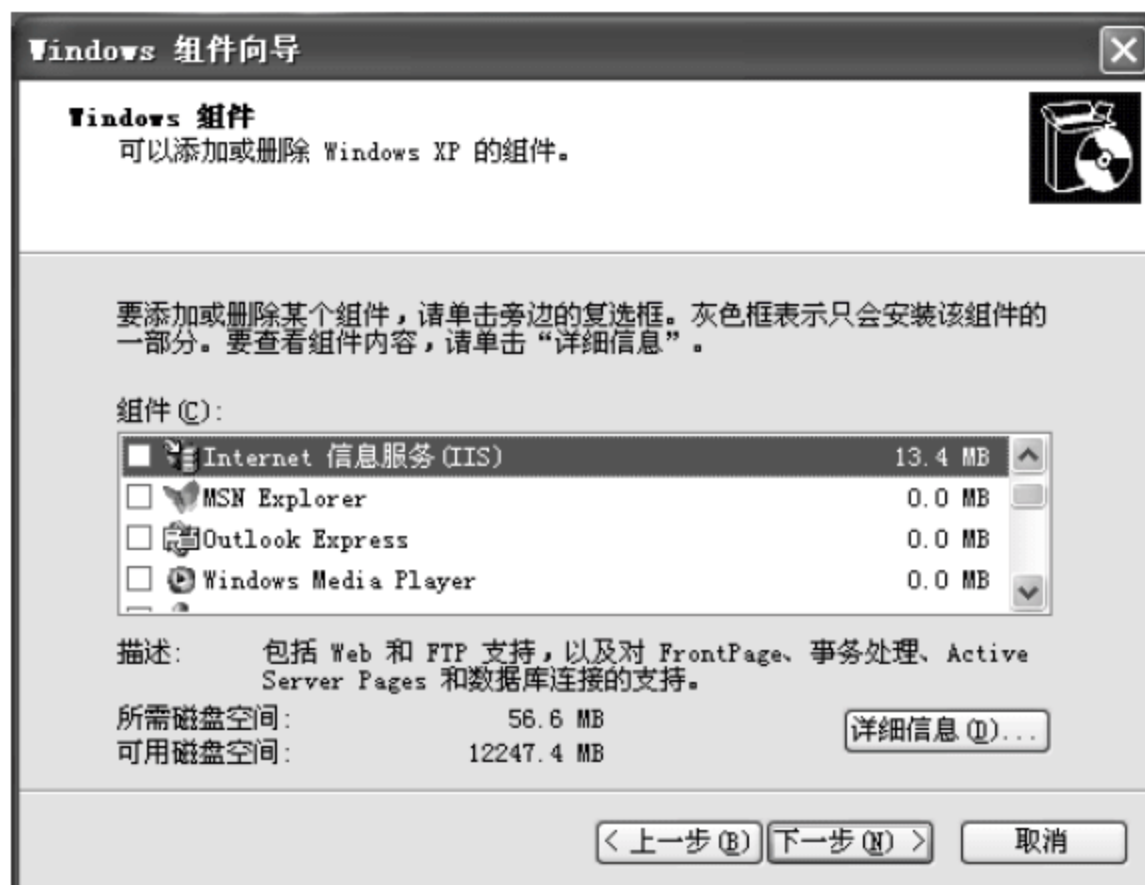 Windows 组件向导
Windows 组件
可以添加或删除 Windows XP 的组件。
要添加或删除某个组件，请单击旁边的复选框。灰色框表示只会安装该组件的
一部分。要查看组件内容，请单击“详细信息”。
组件(C):
Internet 信息服务(IIS) 13.4 MB
MSN Explorer 0.0 MB
Outlook Express 0.0 MB
Windows Media Player 0.0 MB
描述: 包括 Web 和 FTP 支持，以及对 FrontPage、事务处理、Active
Server Pages 和数据库连接的支持。
所需磁盘空间: 56.6 MB
可用磁盘空间: 12247.4 MB
详细信息(D)...
< 上一步(B) 下一步(N) > 取消